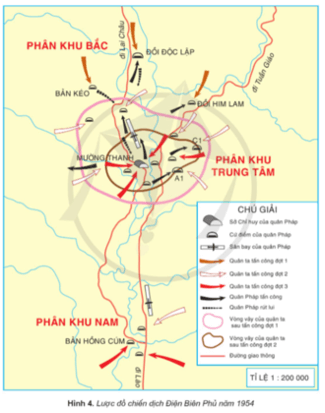 PHÂN KHU BẮC
đi Lai Châu
ĐỒI ĐỘC LẬP
đi Tuần Giáo
BẢN KÉO
ĐỒI HIM LAM
MƯỜNG THANH
C1
A1
PHÂN KHU
TRUNG TÂM
CHÚ GIẢI
Sở Chỉ huy của quân Pháp
Cứ điểm của quân Pháp
Sân bay của quân Pháp
Quân ta tấn công đợt 1
Quân ta tấn công đợt 2
Quân ta tấn công đợt 3
Quân Pháp tấn công
Quân Pháp rút lui
Vòng vây của quân ta
sau tấn công đợt 1
Vòng vây của quân ta
sau tấn công đợt 2
Đường giao thông
TỈ LỆ 1 : 200 000
PHÂN KHU NAM
BẢN HỒNG CÚM
đi Lào
Hình 4. Lược đồ chiến dịch Điện Biên Phủ năm 1954